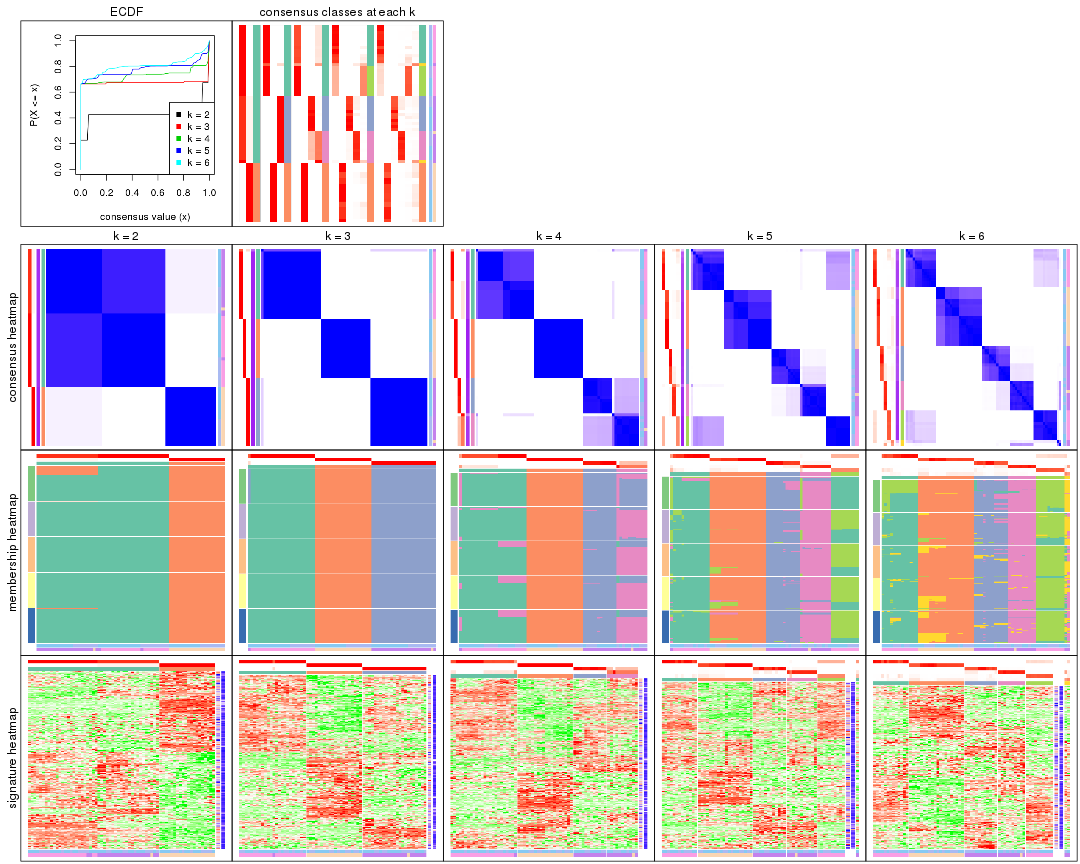 ECDF
consensus classes at each k
P(X <= x)
0.0 0.2 0.4 0.6 0.8 1.0
k = 2
k = 3
k = 4
k = 5
k = 6
0.0 0.2 0.4 0.6 0.8 1.0
consensus value (x)
k = 2
k = 3
k = 4
k = 5
k = 6
consensus heatmap
membership heatmap
signature heatmap